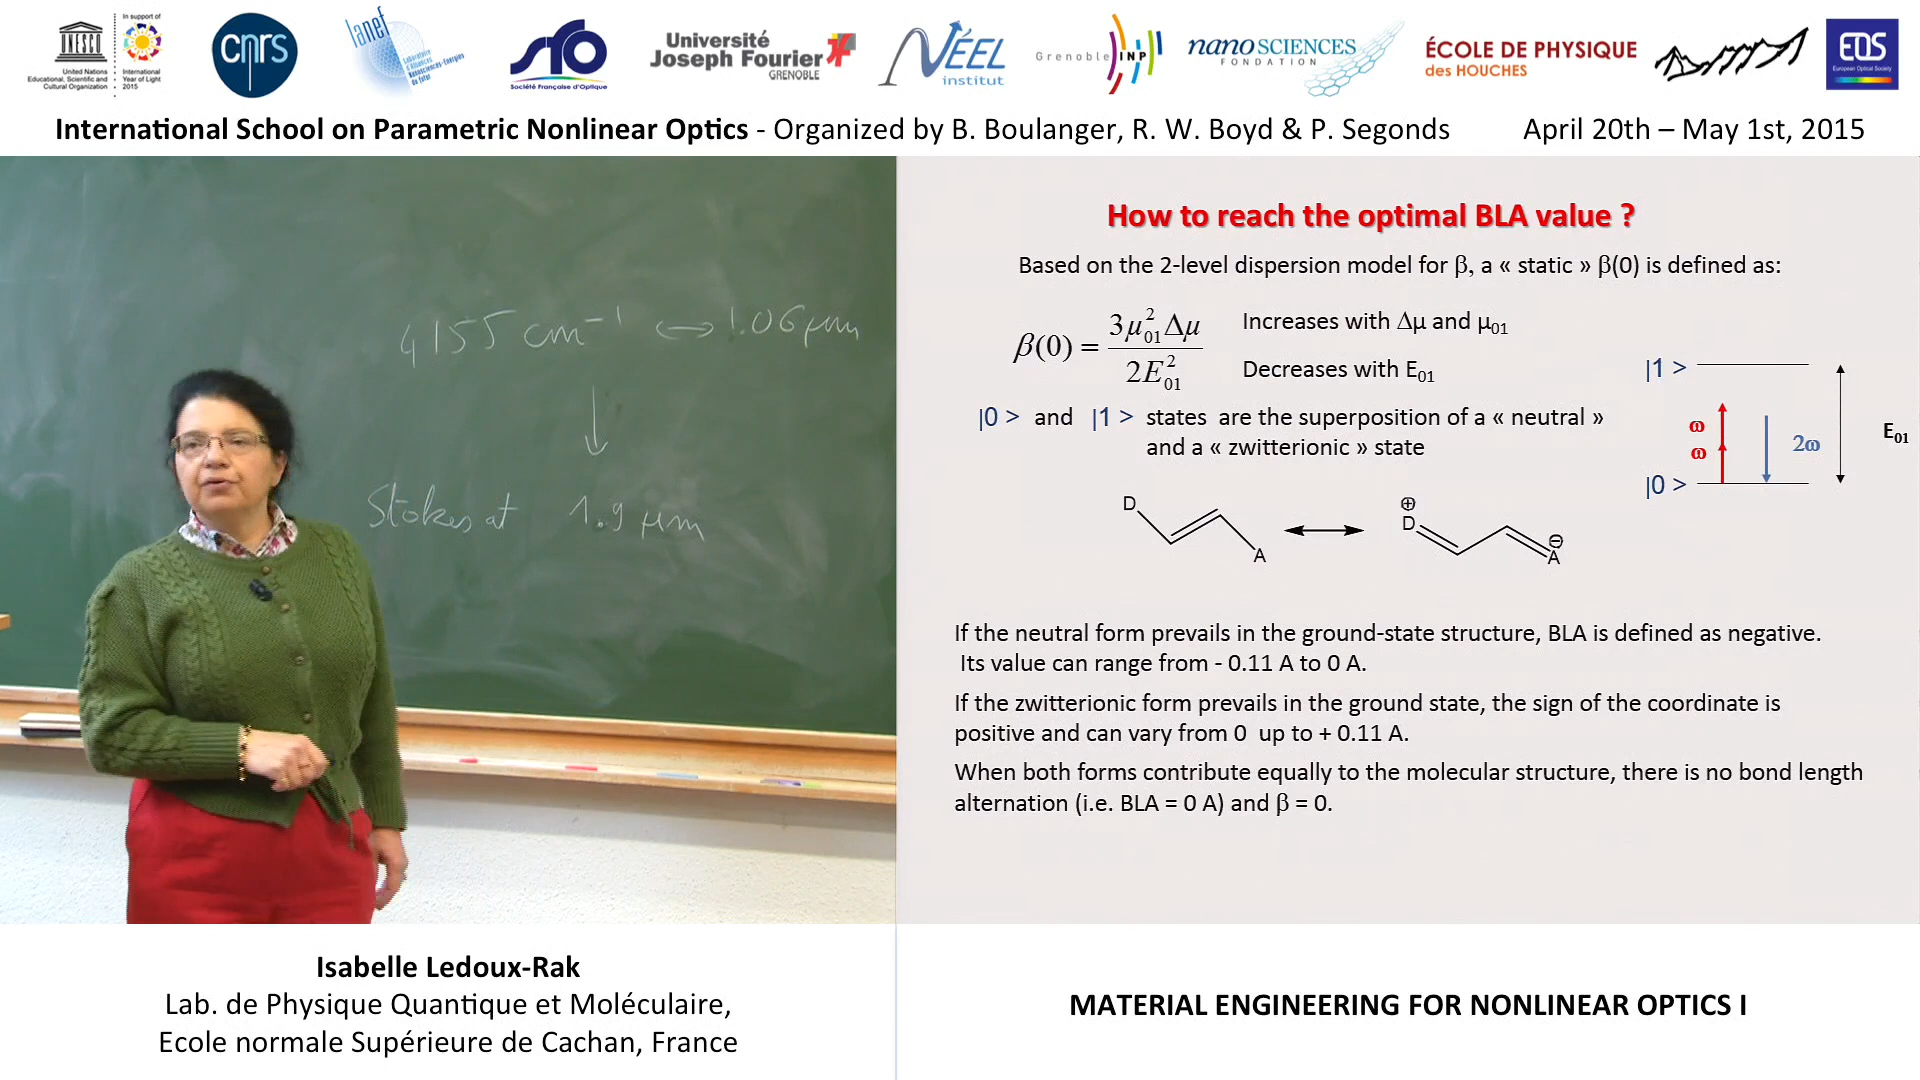 In support of
UNESCO
United Nations
Educational, Scientific and
Cultural Organization
International
Year of Light
2015
cnrs
lanef
Laboratoire
d'Alliances
Nanosciences-Energies
du Futur
sfo
Société Française d'Optique
Université
Joseph Fourier
GRENOBLE
NÉEL
institut
Grenoble INP
nanoSCIENCES
FONDATION
ÉCOLE DE PHYSIQUE
des HOUCHES
EOS
European Optical Society
International School on Parametric Nonlinear Optics - Organized by B. Boulanger, R. W. Boyd & P. Segonds April 20th – May 1st, 2015
4155 cm⁻¹ ↔ 1.06 μm
↓
Stokes at 1.9 μm
How to reach the optimal BLA value ?
Based on the 2-level dispersion model for β, a « static » β(0) is defined as:
β(0) = 3μ₀₁²Δμ / 2E₀₁²
Increases with Δμ and μ₀₁
Decreases with E₀₁
|0 > and |1 > states are the superposition of a « neutral »
and a « zwitterionic » state
|1 >
ω
ω
2ω
E₀₁
|0 >
D
A
⊕
D
⊖
A
If the neutral form prevails in the ground-state structure, BLA is defined as negative.
Its value can range from - 0.11 A to 0 A.
If the zwitterionic form prevails in the ground state, the sign of the coordinate is
positive and can vary from 0 up to + 0.11 A.
When both forms contribute equally to the molecular structure, there is no bond length
alternation (i.e. BLA = 0 A) and β = 0.
Isabelle Ledoux-Rak
Lab. de Physique Quantique et Moléculaire,
Ecole normale Supérieure de Cachan, France
MATERIAL ENGINEERING FOR NONLINEAR OPTICS I